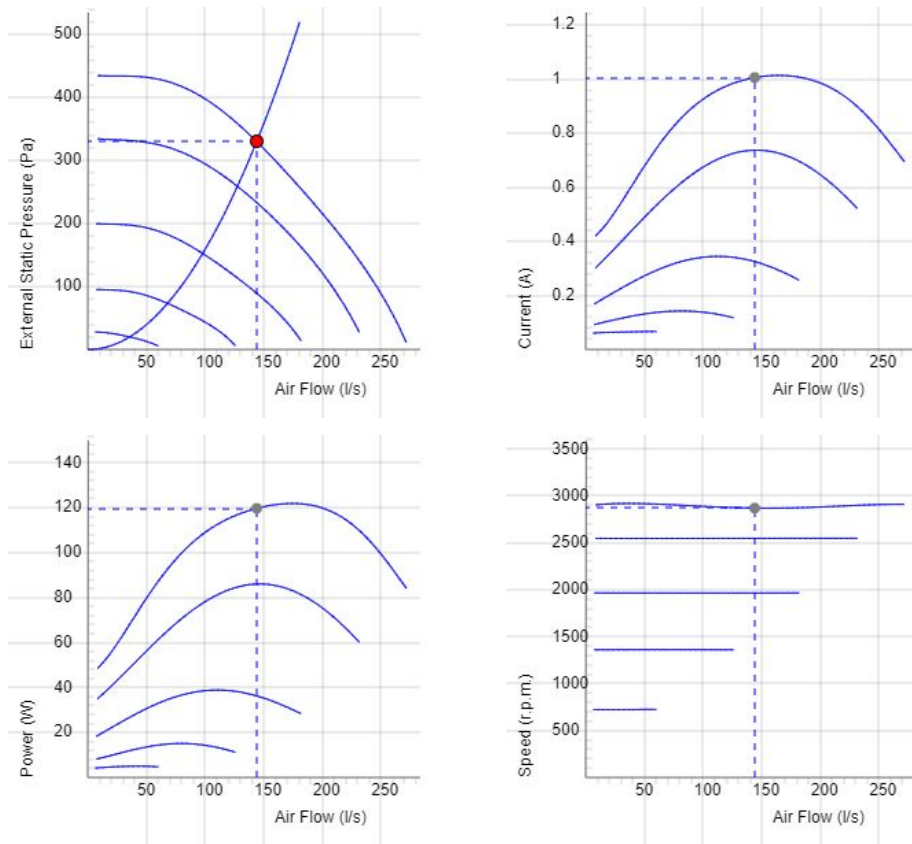 500
400
300
200
100
External Static Pressure (Pa)
50 100 150 200 250
Air Flow (l/s)
1.2
1
0.8
0.6
0.4
0.2
Current (A)
50 100 150 200 250
Air Flow (l/s)
140
120
100
80
60
40
20
Power (W)
50 100 150 200 250
Air Flow (l/s)
3500
3000
2500
2000
1500
1000
500
Speed (r.p.m.)
50 100 150 200 250
Air Flow (l/s)